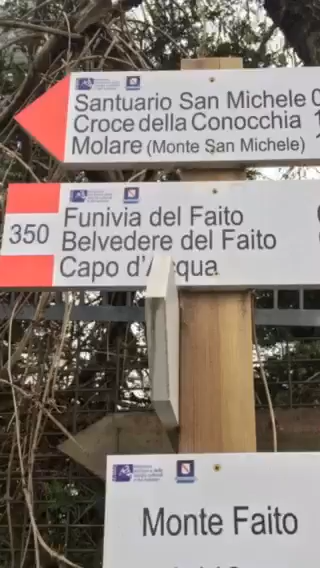 Santuario San Michele
Croce della Conocchia
Molare (Monte San Michele)
350
Funivia del Faito
Belvedere del Faito
Capo d'Acqua
Monte Faito